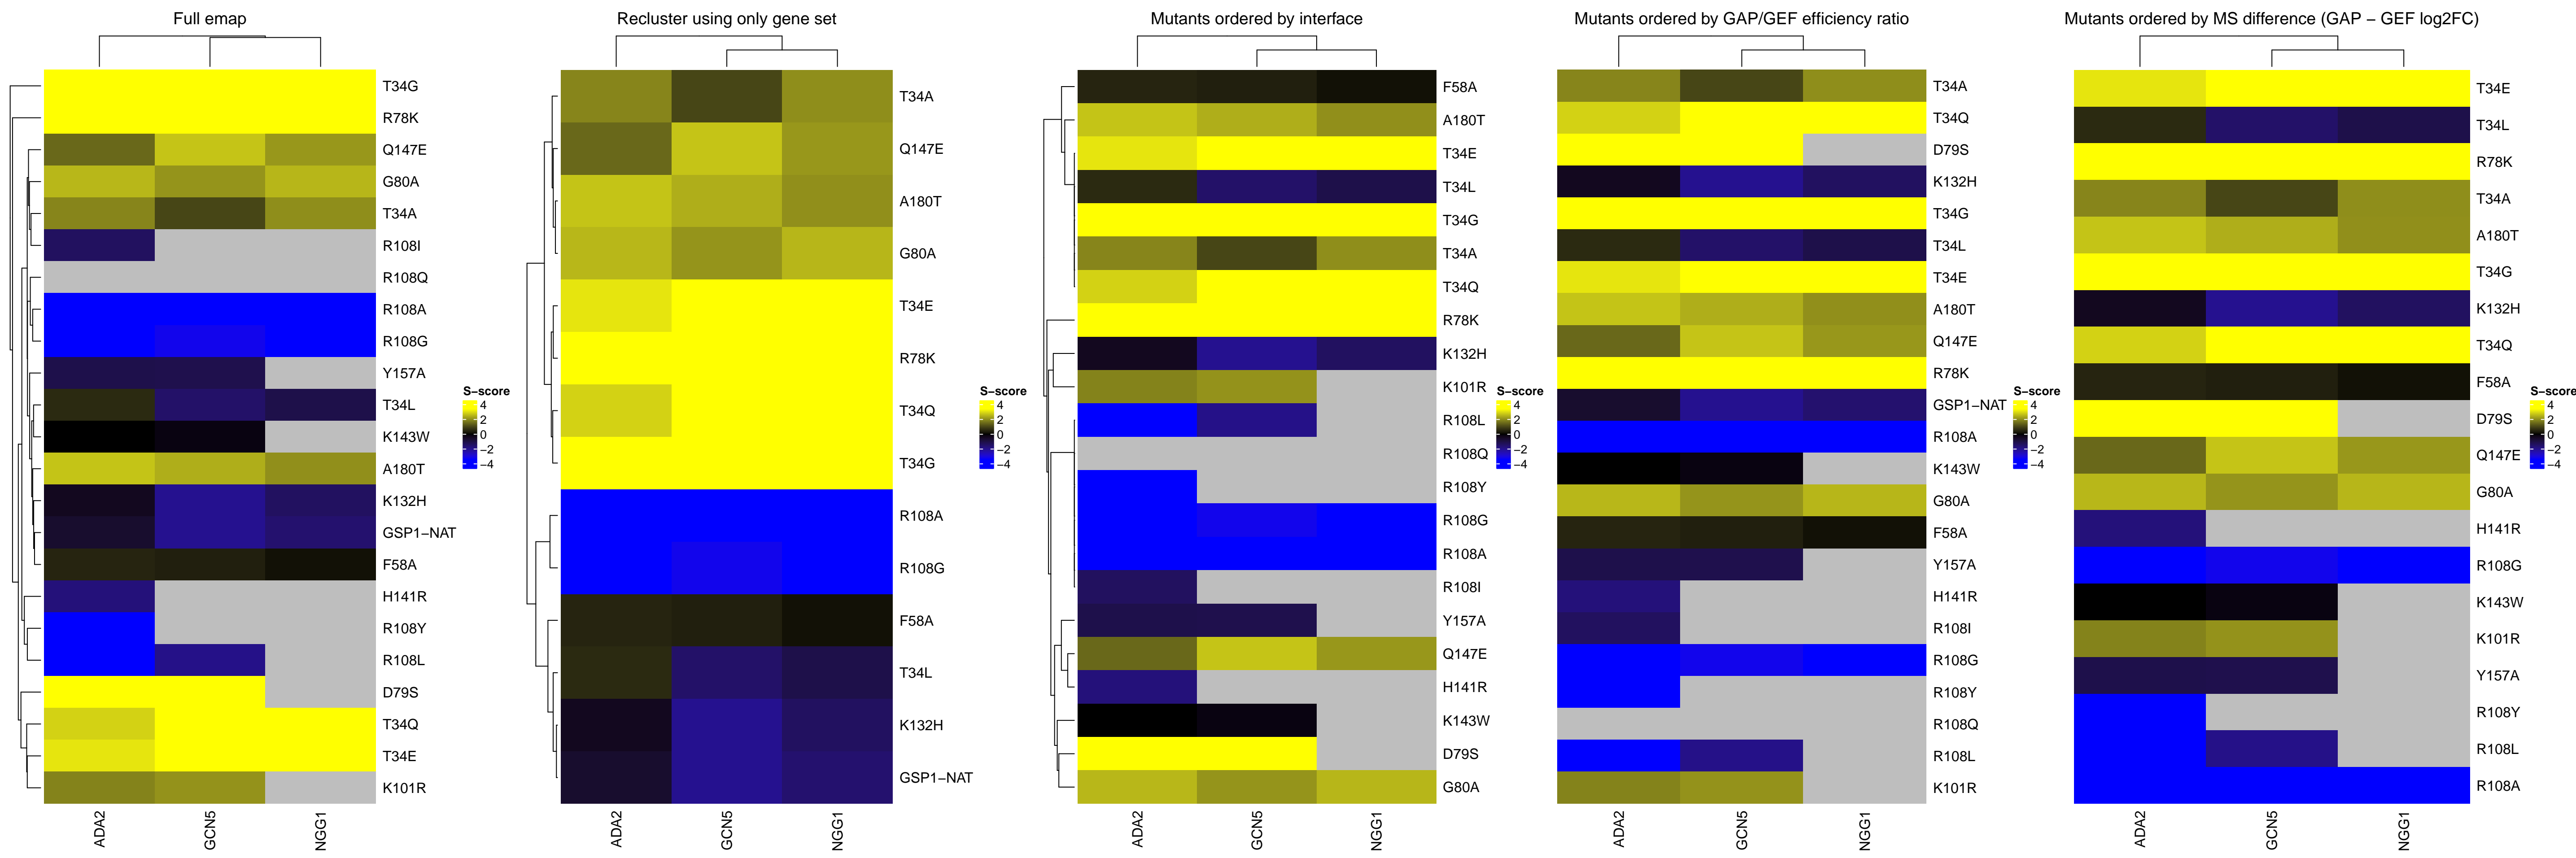 Full emap
T34G
R78K
Q147E
G80A
T34A
R108I
R108Q
R108A
R108G
Y157A
T34L
K143W
A180T
K132H
GSP1−NAT
F58A
H141R
R108Y
R108L
D79S
T34Q
T34E
K101R
ADA2
GCN5
NGG1
S−score
4
2
0
−2
−4
Recluster using only gene set
T34A
Q147E
A180T
G80A
T34E
R78K
T34Q
T34G
R108A
R108G
F58A
T34L
K132H
GSP1−NAT
ADA2
GCN5
NGG1
S−score
4
2
0
−2
−4
Mutants ordered by interface
F58A
A180T
T34E
T34L
T34G
T34A
T34Q
R78K
K132H
K101R
R108L
R108Q
R108Y
R108G
R108A
R108I
Y157A
Q147E
H141R
K143W
D79S
G80A
ADA2
GCN5
NGG1
S−score
4
2
0
−2
−4
Mutants ordered by GAP/GEF efficiency ratio
T34A
T34Q
D79S
K132H
T34G
T34L
T34E
A180T
Q147E
R78K
GSP1−NAT
R108A
K143W
G80A
F58A
Y157A
H141R
R108I
R108G
R108Y
R108Q
R108L
K101R
ADA2
GCN5
NGG1
S−score
4
2
0
−2
−4
Mutants ordered by MS difference (GAP − GEF log2FC)
T34E
T34L
R78K
T34A
A180T
T34G
K132H
T34Q
F58A
D79S
Q147E
G80A
H141R
R108G
K143W
K101R
Y157A
R108Y
R108L
R108A
ADA2
GCN5
NGG1
S−score
4
2
0
−2
−4